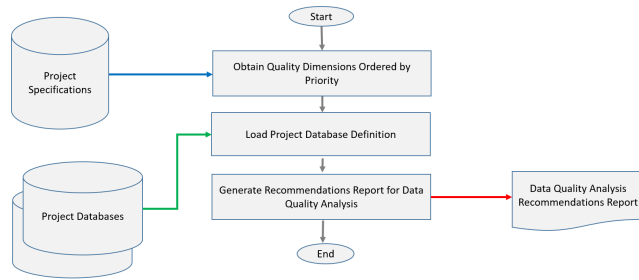 Start
Project
Specifications
Obtain Quality Dimensions Ordered by
Priority
Load Project Database Definition
Project Databases
Generate Recommendations Report for Data
Quality Analysis
Data Quality Analysis
Recommendations Report
End